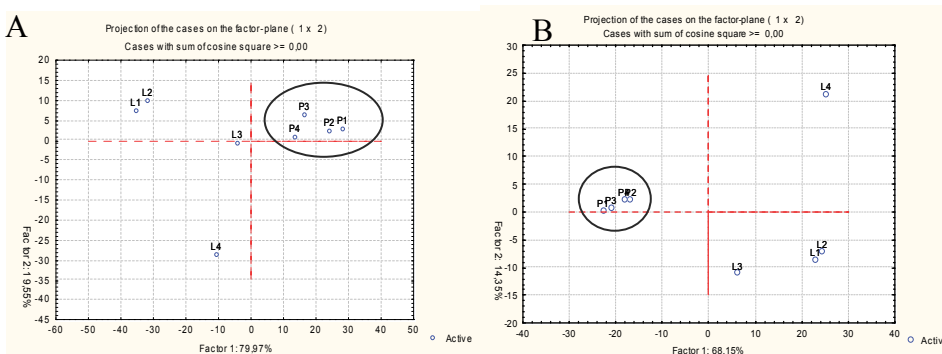 A
Projection of the cases on the factor-plane ( 1 x 2)
Cases with sum of cosine square >= 0,00
20
15
10
5
0
-5
-10
-15
-20
-25
-30
-35
-40
-45
L1
L2
L3
L4
P3
P4
P2
P1
-60
-50
-40
-30
-20
-10
0
10
20
30
40
50
Factor 1: 79,97%
Factor 2: 19,55%
Active
B
Projection of the cases on the factor-plane ( 1 x 2)
Cases with sum of cosine square >= 0,00
30
25
20
15
10
5
0
-5
-10
-15
-20
L4
P1
P3
P2
L3
L1
L2
-40
-30
-20
-10
0
10
20
30
40
Factor 1: 68,15%
Factor 2: 14,35%
Activ